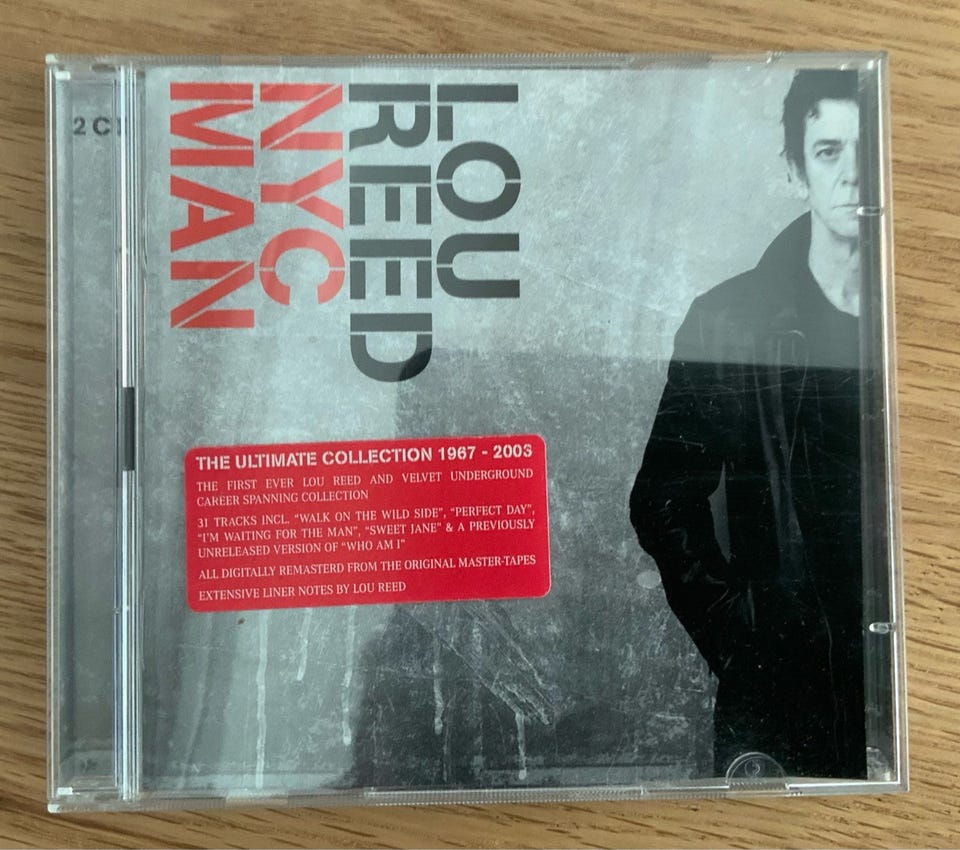 2 CD
LOU
REED
NYC
MAN
THE ULTIMATE COLLECTION 1967 - 2003
THE FIRST EVER LOU REED AND VELVET UNDERGROUND
CAREER SPANNING COLLECTION
31 TRACKS INCL. "WALK ON THE WILD SIDE", "PERFECT DAY",
"I'M WAITING FOR THE MAN", "SWEET JANE" & A PREVIOUSLY
UNRELEASED VERSION OF "WHO AM I"
ALL DIGITALLY REMASTERD FROM THE ORIGINAL MASTER-TAPES
EXTENSIVE LINER NOTES BY LOU REED